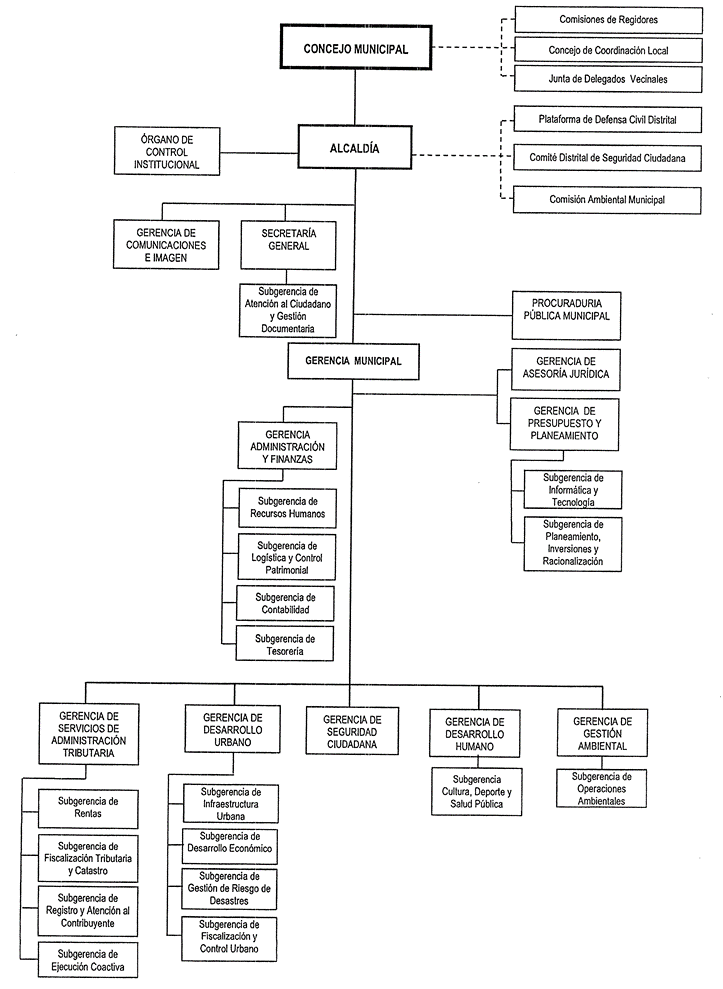 CONCEJO MUNICIPAL
Comisiones de Regidores
Concejo de Coordinación Local
Junta de Delegados Vecinales
ÓRGANO DE
CONTROL
INSTITUCIONAL
ALCALDÍA
Plataforma de Defensa Civil Distrital
Comité Distrital de Seguridad Ciudadana
Comisión Ambiental Municipal
GERENCIA DE
COMUNICACIONES
E IMAGEN
SECRETARÍA
GENERAL
Subgerencia de
Atención al Ciudadano
y Gestión
Documentaria
PROCURADURIA
PÚBLICA MUNICIPAL
GERENCIA MUNICIPAL
GERENCIA DE
ASESORÍA JURÍDICA
GERENCIA DE
PRESUPUESTO Y
PLANEAMIENTO
Subgerencia de
Informática y
Tecnología
Subgerencia de
Planeamiento,
Inversiones y
Racionalización
GERENCIA
ADMINISTRACIÓN
Y FINANZAS
Subgerencia de
Recursos Humanos
Subgerencia de
Logística y Control
Patrimonial
Subgerencia de
Contabilidad
Subgerencia de
Tesorería
GERENCIA DE
SERVICIOS DE
ADMINISTRACIÓN
TRIBUTARIA
Subgerencia de
Rentas
Subgerencia de
Fiscalización Tributaria
y Catastro
Subgerencia de
Registro y Atención al
Contribuyente
Subgerencia de
Ejecución Coactiva
GERENCIA DE
DESARROLLO
URBANO
Subgerencia de
Infraestructura
Urbana
Subgerencia de
Desarrollo Económico
Subgerencia de
Gestión de Riesgo de
Desastres
Subgerencia de
Fiscalización y
Control Urbano
GERENCIA DE
SEGURIDAD
CIUDADANA
GERENCIA DE
DESARROLLO
HUMANO
Subgerencia
Cultura, Deporte y
Salud Pública
GERENCIA DE
GESTIÓN
AMBIENTAL
Subgerencia de
Operaciones
Ambientales